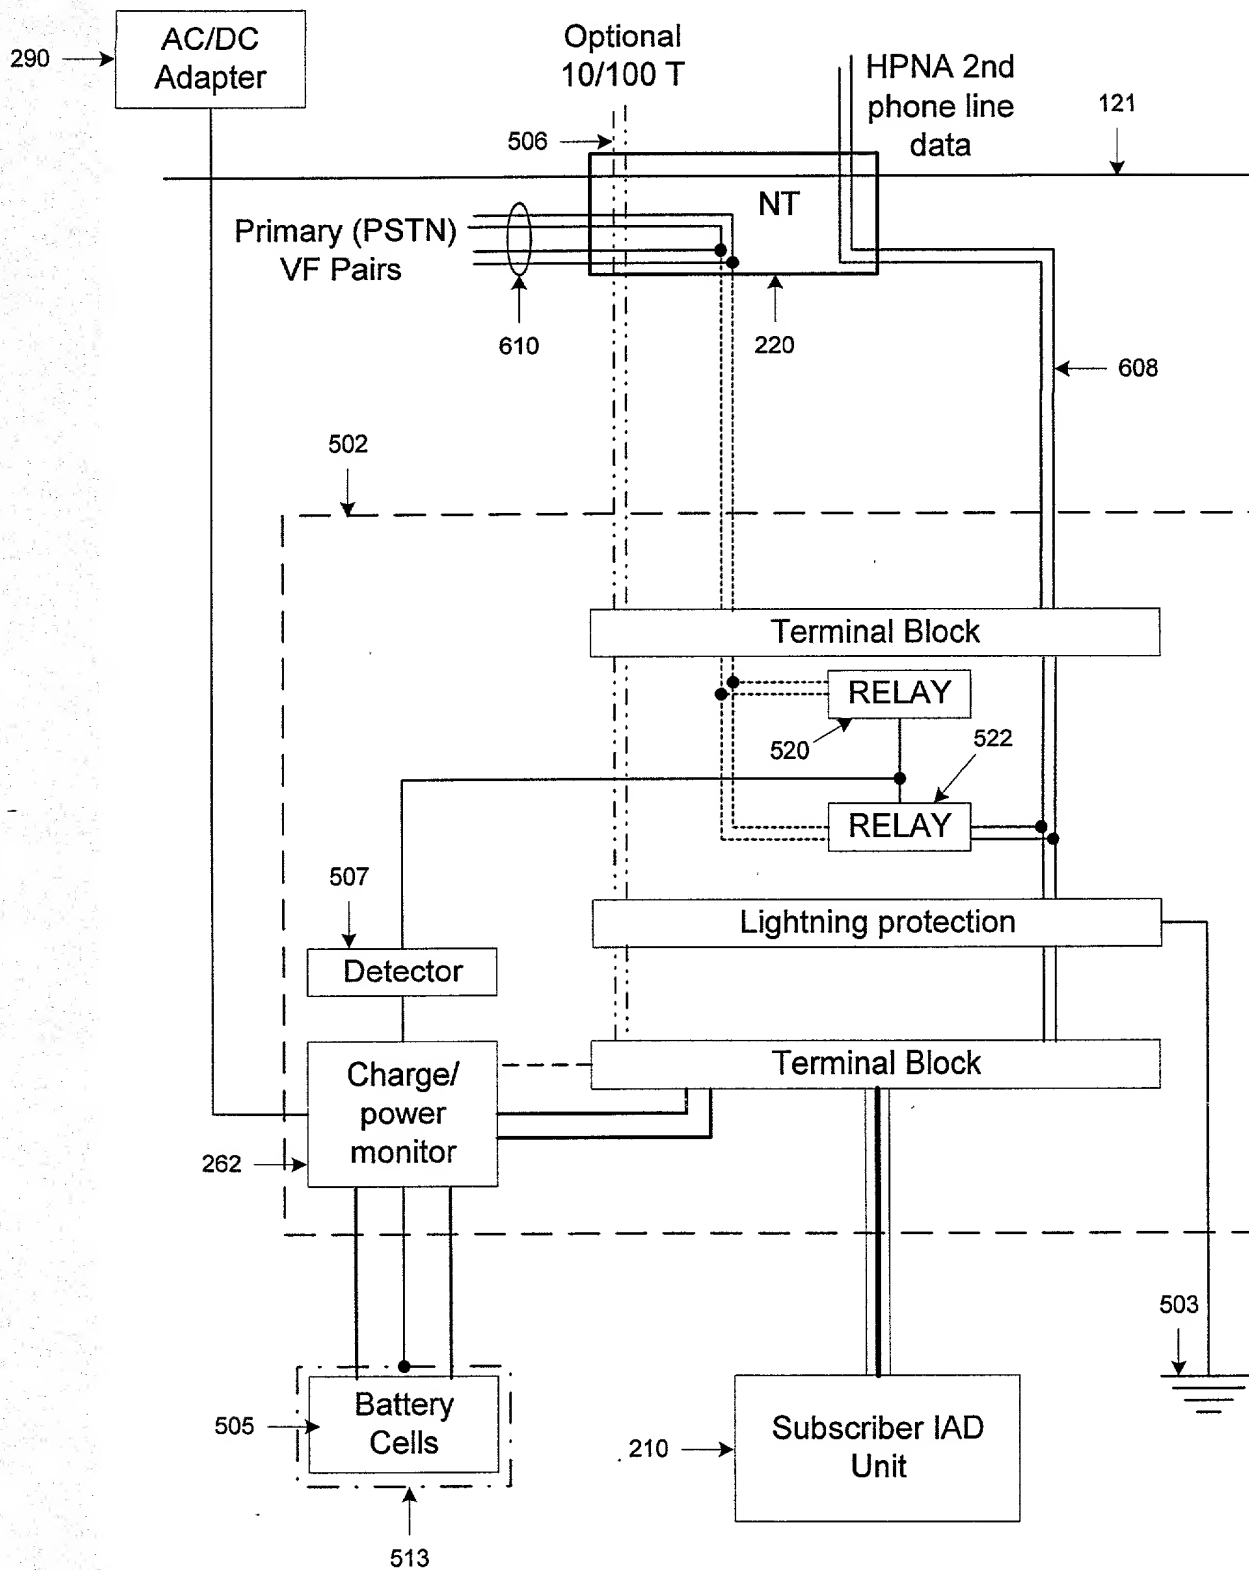 AC/DC
Adapter
290
Optional
10/100 T
HPNA 2nd
phone line
data
121
506
NT
Primary (PSTN)
VF Pairs
610
220
608
502
Terminal Block
RELAY
520
522
RELAY
507
Lightning protection
Detector
Terminal Block
Charge/
power
monitor
262
503
Battery
Cells
505
Subscriber IAD
Unit
210
513